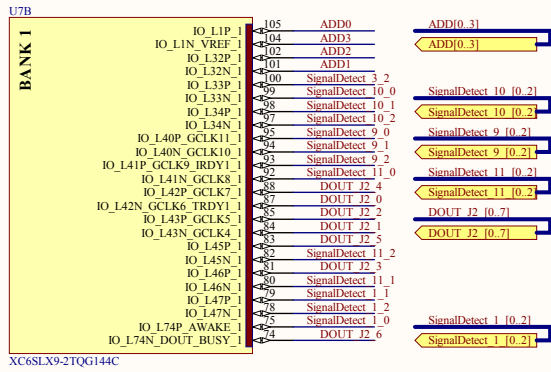 U7B
BANK 1
IO_L1P_1 105 ADD0 ADD[0..3]
IO_L1N_VREF_1 104 ADD3 ADD[0..3]
IO_L32P_1 102 ADD2
IO_L32N_1 101 ADD1
IO_L33P_1 100 SignalDetect_3_2
IO_L33N_1 99 SignalDetect_10_0 SignalDetect_10_[0..2]
IO_L34P_1 98 SignalDetect_10_1 SignalDetect_10_[0..2]
IO_L34N_1 97 SignalDetect_10_2
IO_L40P_GCLK11_1 95 SignalDetect_9_0 SignalDetect_9_[0..2]
IO_L40N_GCLK10_1 94 SignalDetect_9_1 SignalDetect_9_[0..2]
IO_L41P_GCLK9_IRDY1_1 93 SignalDetect_9_2
IO_L41N_GCLK8_1 92 SignalDetect_11_0 SignalDetect_11_[0..2]
IO_L42P_GCLK7_1 88 DOUT_J2_4 SignalDetect_11_[0..2]
IO_L42N_GCLK6_TRDY1_1 87 DOUT_J2_0
IO_L43P_GCLK5_1 85 DOUT_J2_2 DOUT_J2_[0..7]
IO_L43N_GCLK4_1 84 DOUT_J2_1 DOUT_J2_[0..7]
IO_L45P_1 83 DOUT_J2_5
IO_L45N_1 82 SignalDetect_11_2
IO_L46P_1 81 DOUT_J2_3
IO_L46N_1 80 SignalDetect_11_1
IO_L47P_1 79 SignalDetect_1_1
IO_L47N_1 78 SignalDetect_1_2
IO_L74P_AWAKE_1 75 SignalDetect_1_0 SignalDetect_1_[0..2]
IO_L74N_DOUT_BUSY_1 74 DOUT_J2_6 SignalDetect_1_[0..2]
XC6SLX9-2TQG144C